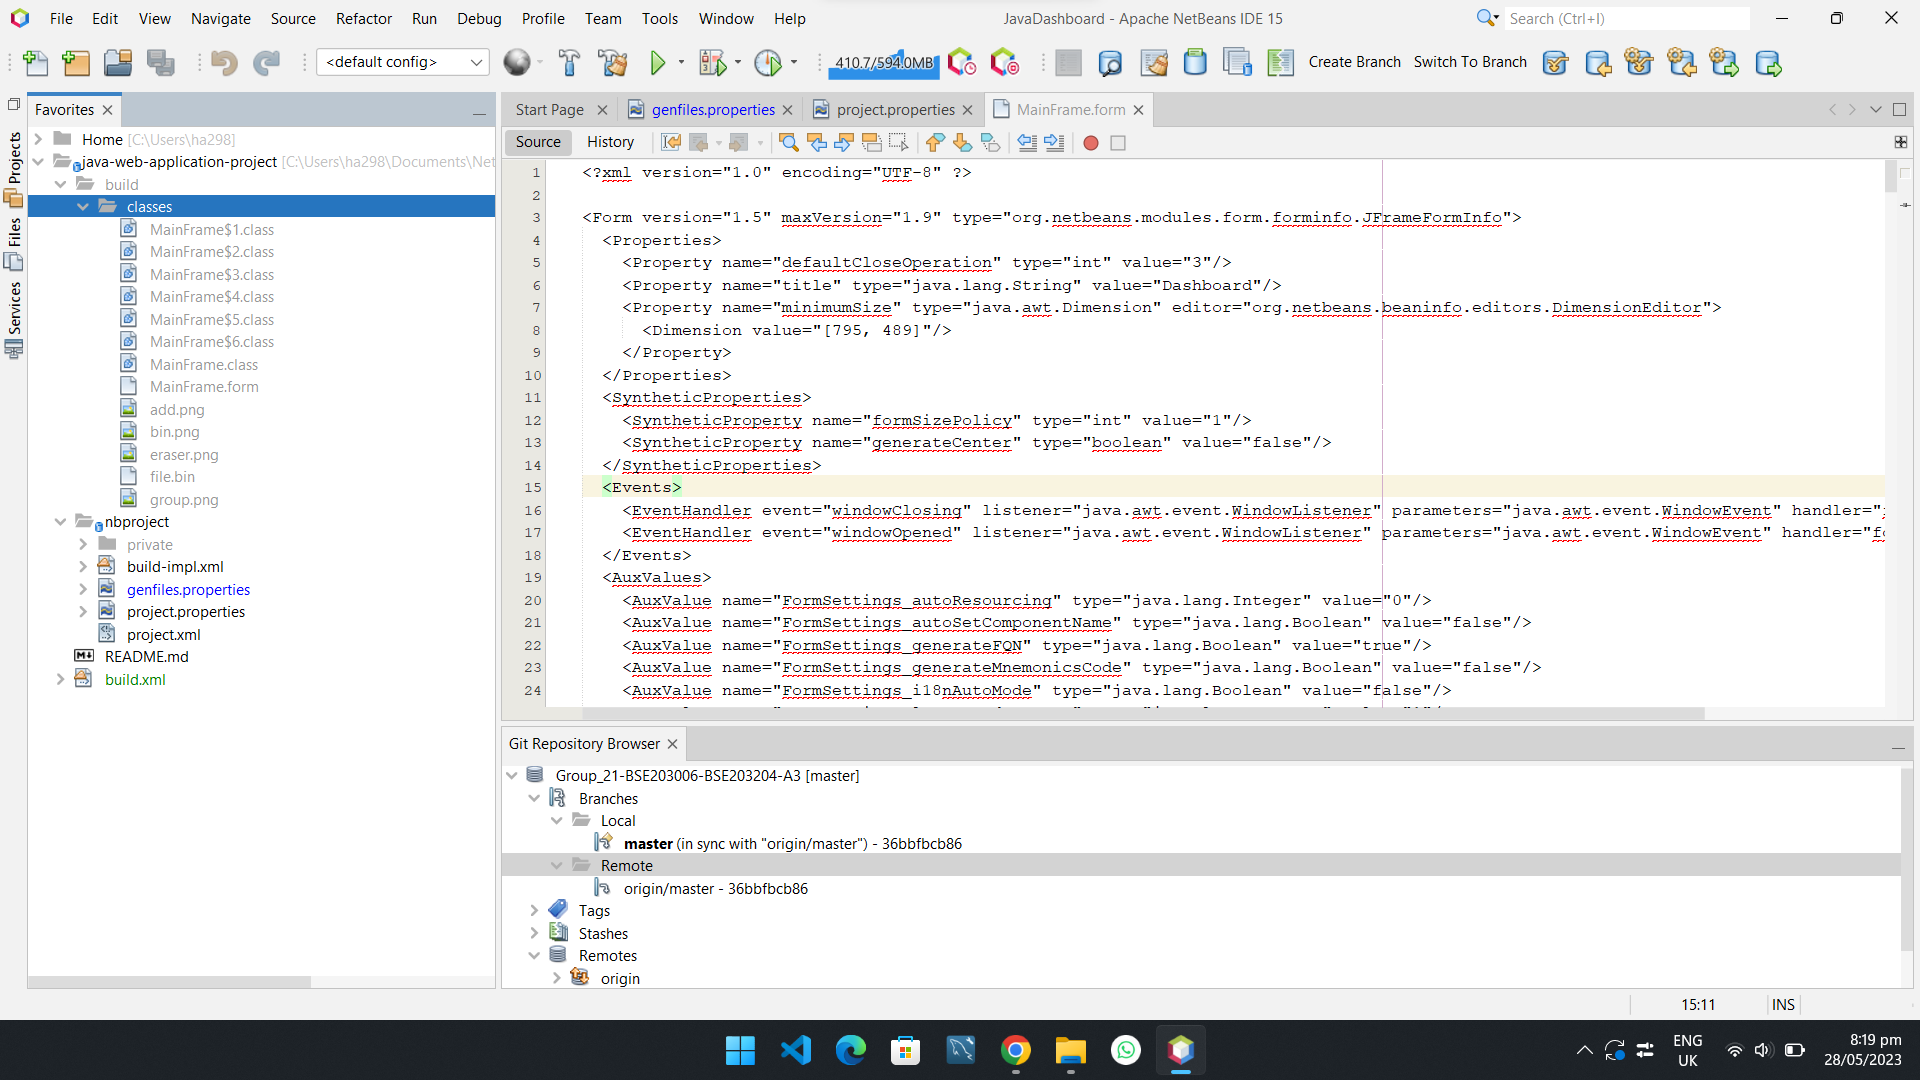 File Edit View Navigate Source Refactor Run Debug Profile Team Tools Window Help
JavaDashboard - Apache NetBeans IDE 15
Search (Ctrl+I)
<default config>
410.7/594.0MB
Create Branch Switch To Branch
Projects
Files
Services
Favorites
Home [C:\Users\ha298]
java-web-application-project [C:\Users\ha298\Documents\Net
build
classes
MainFrame$1.class
MainFrame$2.class
MainFrame$3.class
MainFrame$4.class
MainFrame$5.class
MainFrame$6.class
MainFrame.class
MainFrame.form
add.png
bin.png
eraser.png
file.bin
group.png
nbproject
private
build-impl.xml
genfiles.properties
project.properties
project.xml
README.md
build.xml
Start Page genfiles.properties project.properties MainFrame.form
Source History
1 <?xml version="1.0" encoding="UTF-8" ?>
2
3 <Form version="1.5" maxVersion="1.9" type="org.netbeans.modules.form.forminfo.JFrameFormInfo">
4 <Properties>
5 <Property name="defaultCloseOperation" type="int" value="3"/>
6 <Property name="title" type="java.lang.String" value="Dashboard"/>
7 <Property name="minimumSize" type="java.awt.Dimension" editor="org.netbeans.beaninfo.editors.DimensionEditor">
8 <Dimension value="[795, 489]"/>
9 </Property>
10 </Properties>
11 <SyntheticProperties>
12 <SyntheticProperty name="formSizePolicy" type="int" value="1"/>
13 <SyntheticProperty name="generateCenter" type="boolean" value="false"/>
14 </SyntheticProperties>
15 <Events>
16 <EventHandler event="windowClosing" listener="java.awt.event.WindowListener" parameters="java.awt.event.WindowEvent" handler="
17 <EventHandler event="windowOpened" listener="java.awt.event.WindowListener" parameters="java.awt.event.WindowEvent" handler="fo
18 </Events>
19 <AuxValues>
20 <AuxValue name="FormSettings_autoResourcing" type="java.lang.Integer" value="0"/>
21 <AuxValue name="FormSettings_autoSetComponentName" type="java.lang.Boolean" value="false"/>
22 <AuxValue name="FormSettings_generateFQN" type="java.lang.Boolean" value="true"/>
23 <AuxValue name="FormSettings_generateMnemonicsCode" type="java.lang.Boolean" value="false"/>
24 <AuxValue name="FormSettings_i18nAutoMode" type="java.lang.Boolean" value="false"/>
Git Repository Browser
Group_21-BSE203006-BSE203204-A3 [master]
Branches
Local
master (in sync with "origin/master") - 36bbfbcb86
Remote
origin/master - 36bbfbcb86
Tags
Stashes
Remotes
origin
15:11 INS
ENG
UK
8:19 pm
28/05/2023